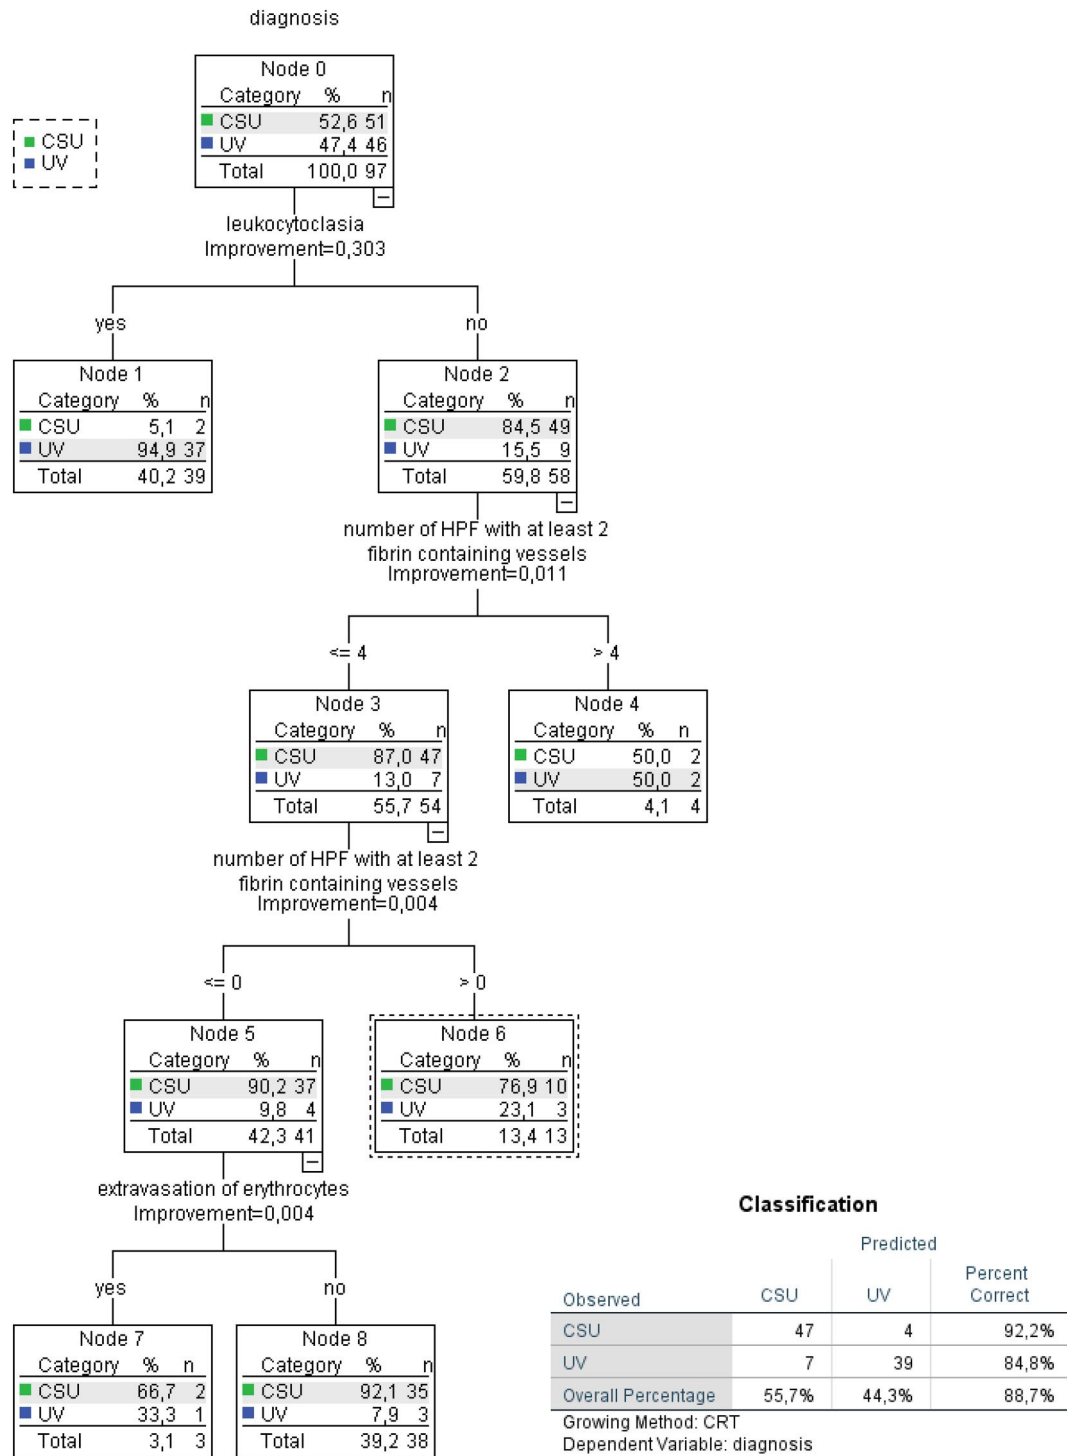 diagnosis
Node 0
Category % n
CSU 52,6 51
UV 47,4 46
Total 100,0 97
CSU
UV
leukocytoclasia
Improvement=0,303
yes
no
Node 1
Category % n
CSU 5,1 2
UV 94,9 37
Total 40,2 39
Node 2
Category % n
CSU 84,5 49
UV 15,5 9
Total 59,8 58
number of HPF with at least 2
fibrin containing vessels
Improvement=0,011
<= 4
> 4
Node 3
Category % n
CSU 87,0 47
UV 13,0 7
Total 55,7 54
Node 4
Category % n
CSU 50,0 2
UV 50,0 2
Total 4,1 4
number of HPF with at least 2
fibrin containing vessels
Improvement=0,004
<= 0
> 0
Node 5
Category % n
CSU 90,2 37
UV 9,8 4
Total 42,3 41
Node 6
Category % n
CSU 76,9 10
UV 23,1 3
Total 13,4 13
extravasation of erythrocytes
Improvement=0,004
yes
no
Node 7
Category % n
CSU 66,7 2
UV 33,3 1
Total 3,1 3
Node 8
Category % n
CSU 92,1 35
UV 7,9 3
Total 39,2 38
Classification
Predicted
Observed CSU UV Percent Correct
CSU 47 4 92,2%
UV 7 39 84,8%
Overall Percentage 55,7% 44,3% 88,7%
Growing Method: CRT
Dependent Variable: diagnosis